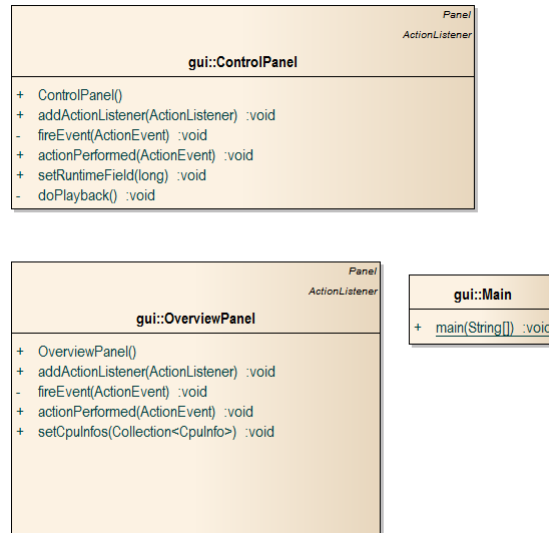 Panel
ActionListener
gui::ControlPanel
+ ControlPanel()
+ addActionListener(ActionListener) :void
- fireEvent(ActionEvent) :void
+ actionPerformed(ActionEvent) :void
+ setRuntimeField(long) :void
- doPlayback() :void
Panel
ActionListener
gui::OverviewPanel
+ OverviewPanel()
+ addActionListener(ActionListener) :void
- fireEvent(ActionEvent) :void
+ actionPerformed(ActionEvent) :void
+ setCpuInfos(Collection<CpuInfo>) :void
gui::Main
+ main(String[]) :void